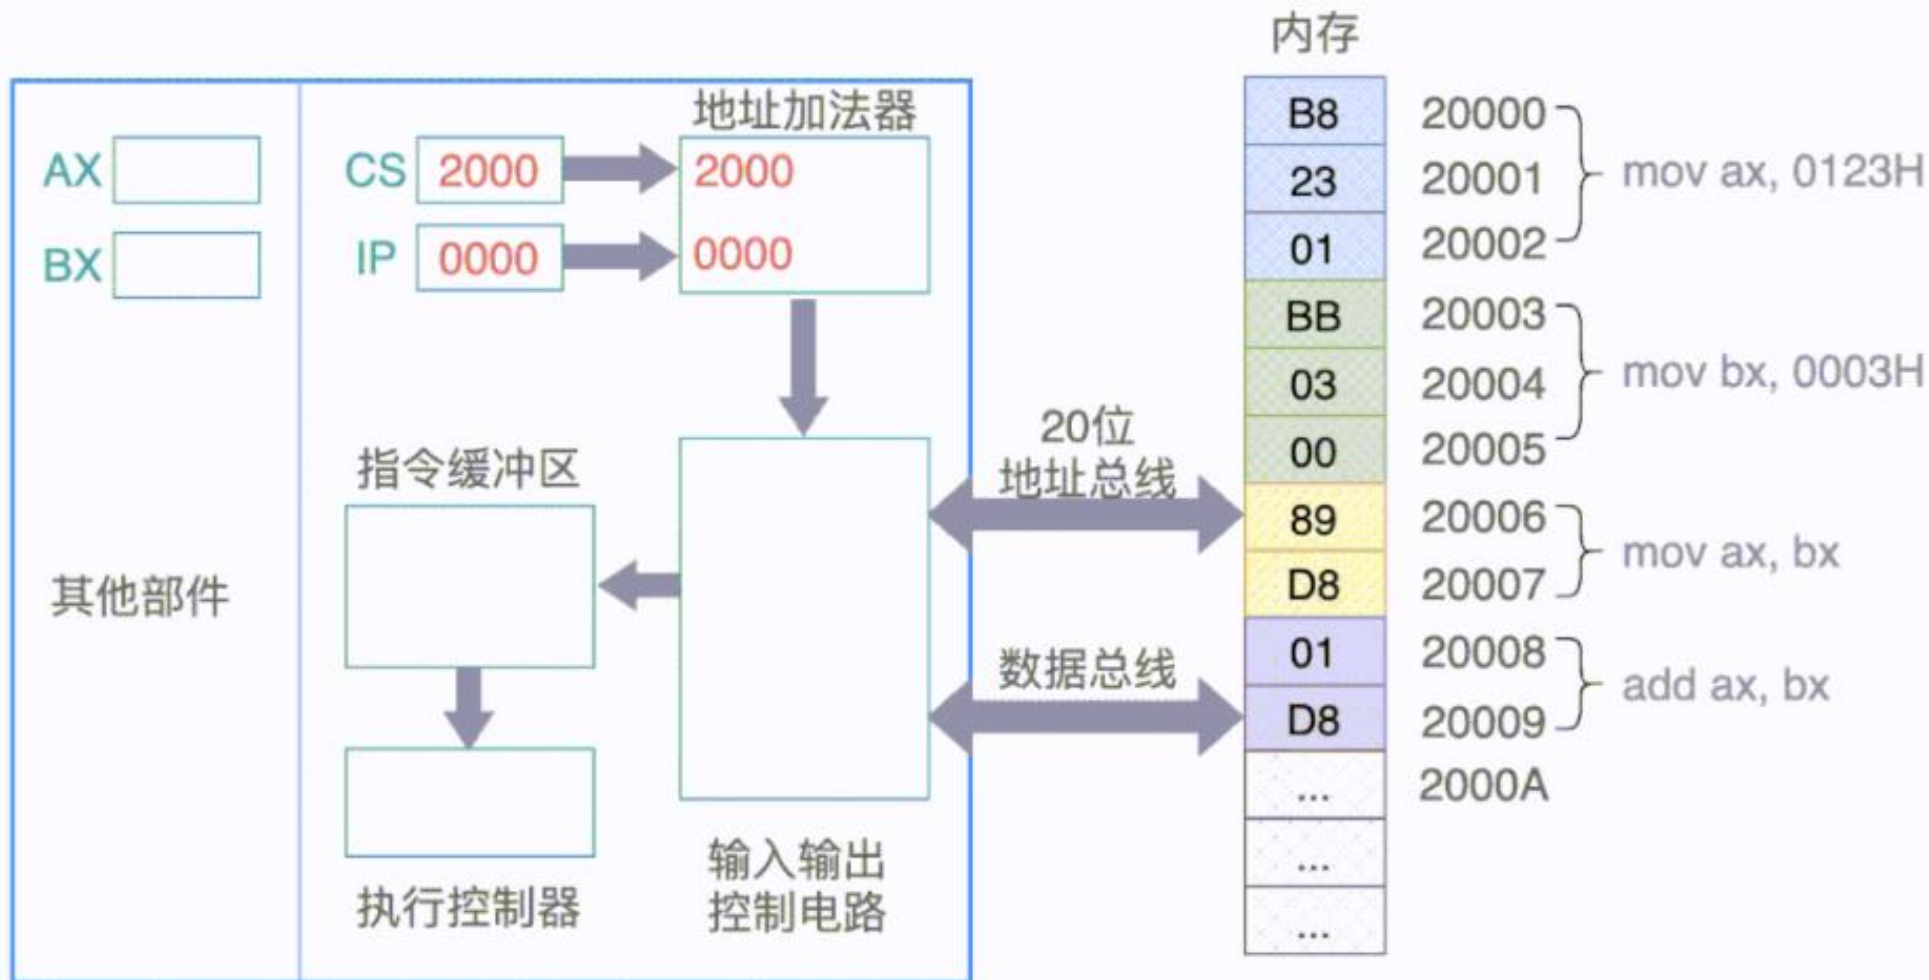 内存
地址加法器
AX
CS 2000 2000
BX
IP 0000 0000
指令缓冲区
其他部件
执行控制器
输入输出
控制电路
20位
地址总线
数据总线
B8 20000
23 20001
01 20002
mov ax, 0123H
BB 20003
03 20004
00 20005
mov bx, 0003H
89 20006
D8 20007
mov ax, bx
01 20008
D8 20009
add ax, bx
... 2000A
...
...